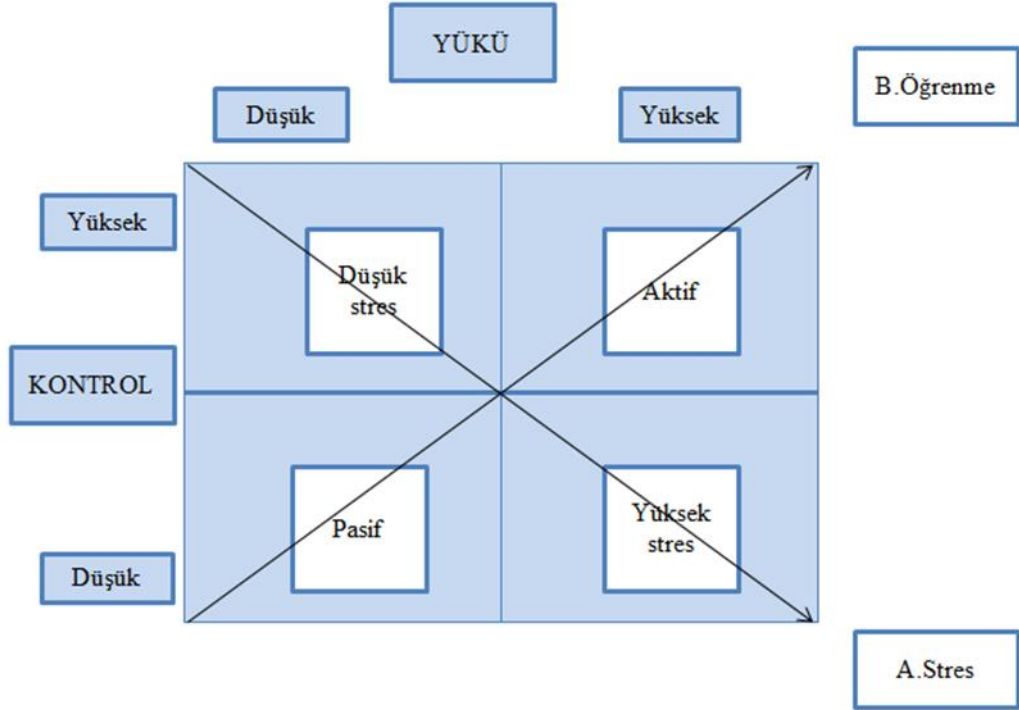 YÜKÜ
B.Öğrenme
Düşük
Yüksek
Yüksek
Düşük
stres
Aktif
KONTROL
Pasif
Yüksek
stres
Düşük
A.Stres